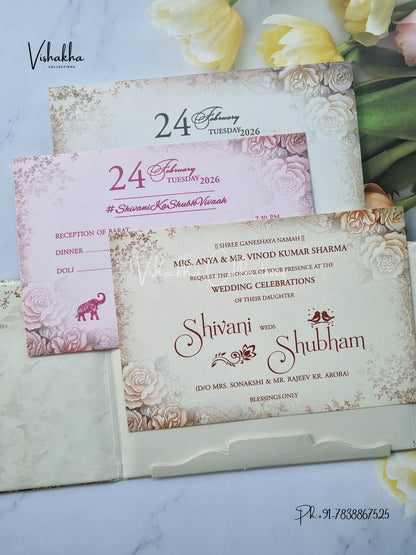 Vishakha
COLLECTIONS
24 February
TUESDAY 2026
24 February
TUESDAY 2026
#ShivaniKaShubhVivaah
7:30 PM
RECEPTION OF BARAT
DINNER
DOLI
|| SHREE GANESHAYA NAMAH ||
MRS. ANYA & MR. VINOD KUMAR SHARMA
REQUEST THE HONOUR OF YOUR PRESENCE AT THE
WEDDING CELEBRATIONS
OF THEIR DAUGHTER
Shivani WEDS
Shubham
(D/O MRS. SONAKSHI & MR. RAJEEV KR. ARORA)
BLESSINGS ONLY
Vishakha
Ph.+91-7838867525